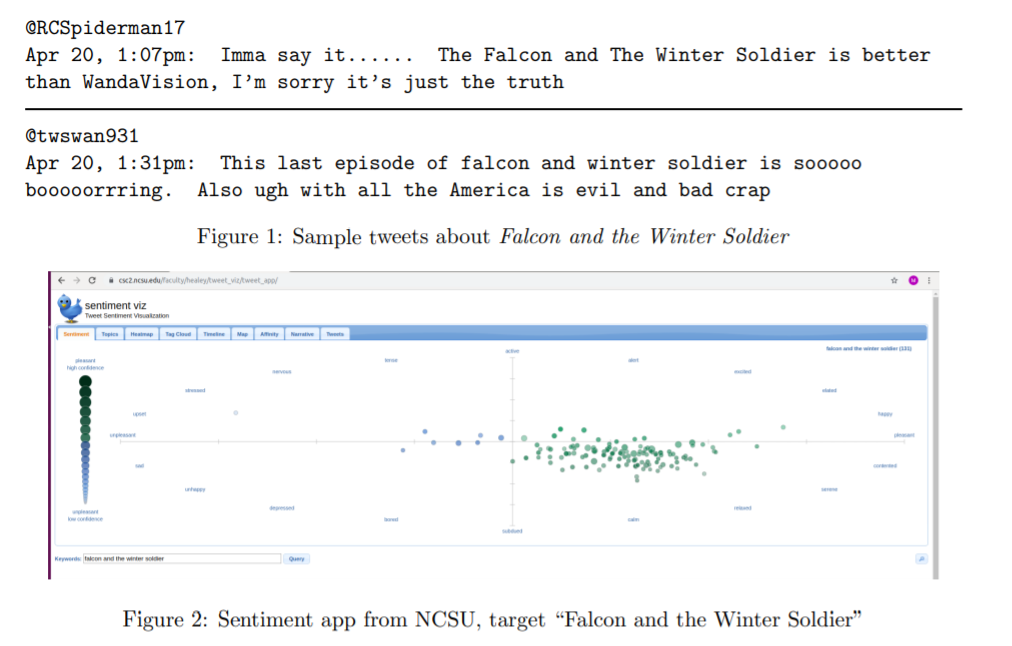 @RCSpiderman17
Apr 20, 1:07pm: Imma say it...... The Falcon and The Winter Soldier is better
than WandaVision, I'm sorry it's just the truth
@twswan931
Apr 20, 1:31pm: This last episode of falcon and winter soldier is sooooo
booooorrring. Also ugh with all the America is evil and bad crap
Figure 1: Sample tweets about Falcon and the Winter Soldier
csc2.ncsu.edu/faculty/healey/tweet_viz/tweet_app/
sentiment viz
Tweet Sentiment Visualization
Sentiment Topics Heatmap Tag Cloud Timeline Map Affinity Narrative Tweets
falcon and the winter soldier (131)
active
pleasant
high confidence
tense
alert
nervous
excited
stressed
elated
upset
happy
unpleasant
pleasant
sad
contented
unhappy
serene
depressed
relaxed
unpleasant
low confidence
bored
calm
subdued
Keywords: falcon and the winter soldier Query
Figure 2: Sentiment app from NCSU, target "Falcon and the Winter Soldier"